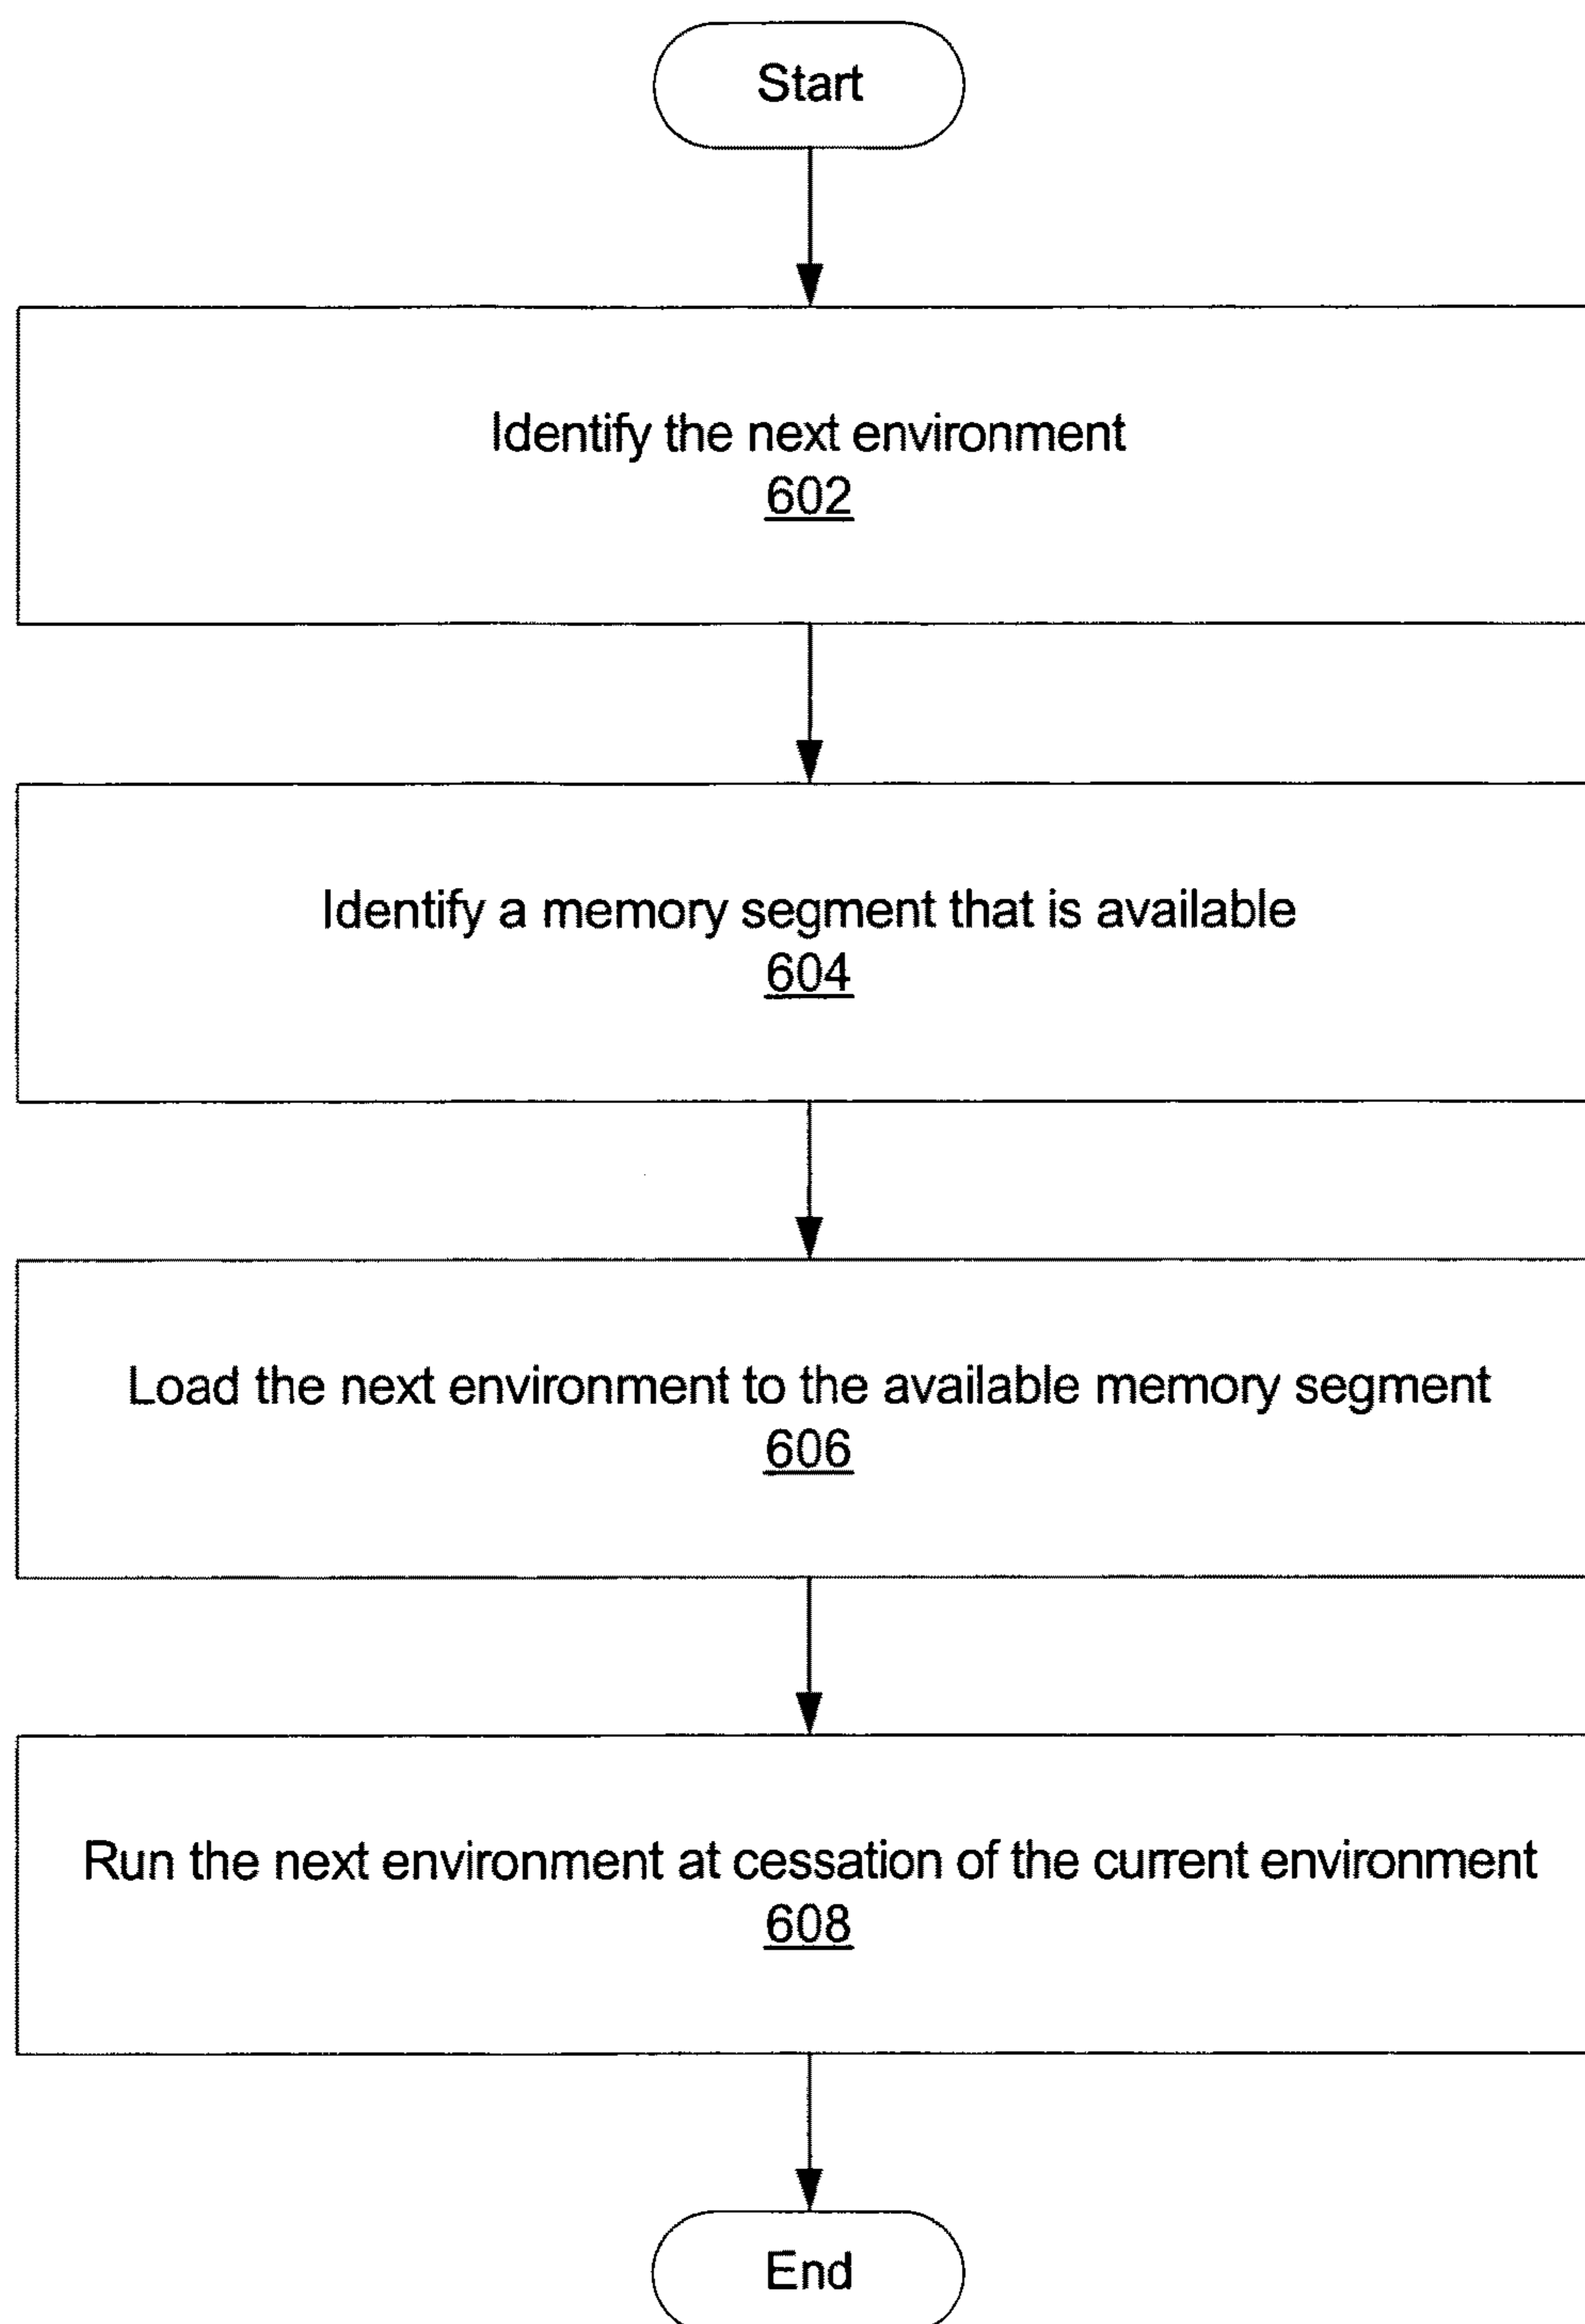 Start
Identify the next environment
602
Identify a memory segment that is available
604
Load the next environment to the available memory segment
606
Run the next environment at cessation of the current environment
608
End